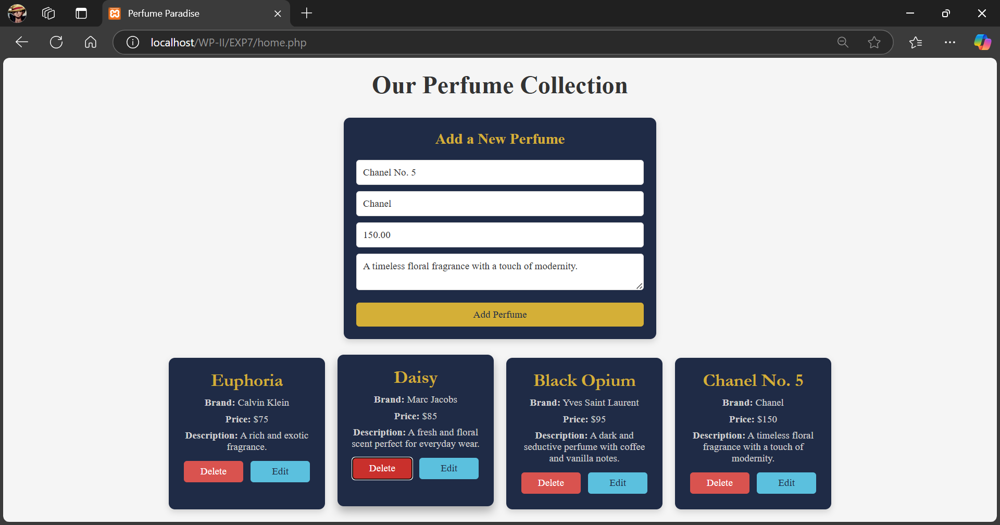 Perfume Paradise
localhost/WP-II/EXP7/home.php
Our Perfume Collection
Add a New Perfume
Chanel No. 5
Chanel
150.00
A timeless floral fragrance with a touch of modernity.
Add Perfume
Euphoria
Brand: Calvin Klein
Price: $75
Description: A rich and exotic
fragrance.
Delete
Edit
Daisy
Brand: Marc Jacobs
Price: $85
Description: A fresh and floral
scent perfect for everyday wear.
Delete
Edit
Black Opium
Brand: Yves Saint Laurent
Price: $95
Description: A dark and
seductive perfume with coffee
and vanilla notes.
Delete
Edit
Chanel No. 5
Brand: Chanel
Price: $150
Description: A timeless floral
fragrance with a touch of
modernity.
Delete
Edit